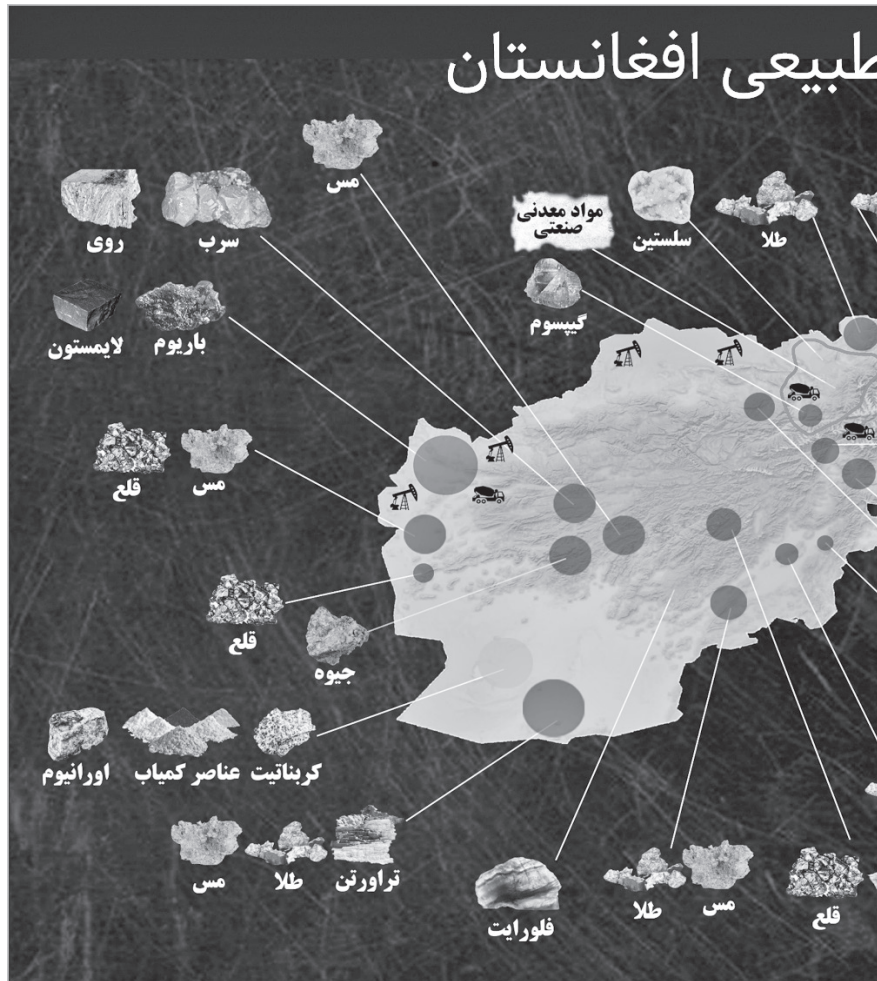 طبیعی افغانستان
مس
مواد معدنی
صنعتی
سلستین
طلا
روی
سرب
گیپسوم
لایمستون
باریوم
قلع
مس
قلع
جیوه
اورانیوم
عناصر کمیاب
کربناتیت
مس
طلا
تراورتن
فلورایت
طلا
مس
قلع